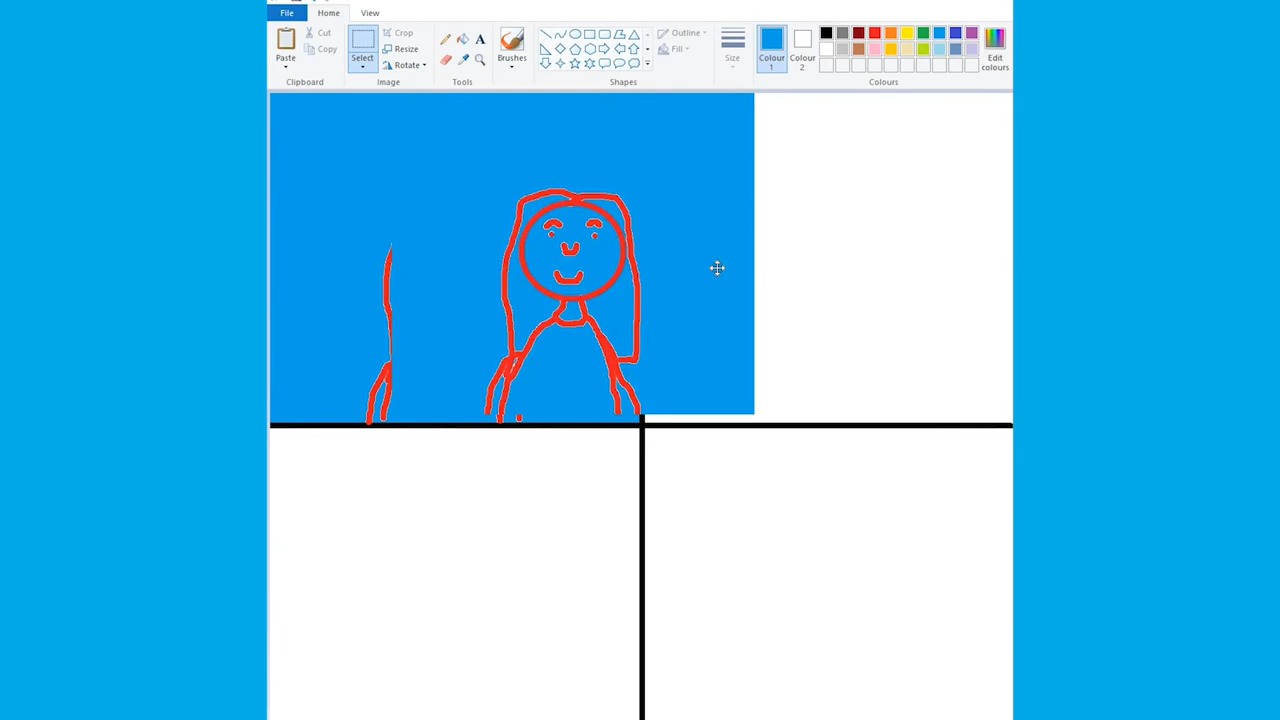 File Home View
Cut Crop Outline
Copy Resize Fill
Paste Select Rotate A Brushes Size Colour Colour Edit
1 2 colours
Clipboard Image Tools Shapes Colours